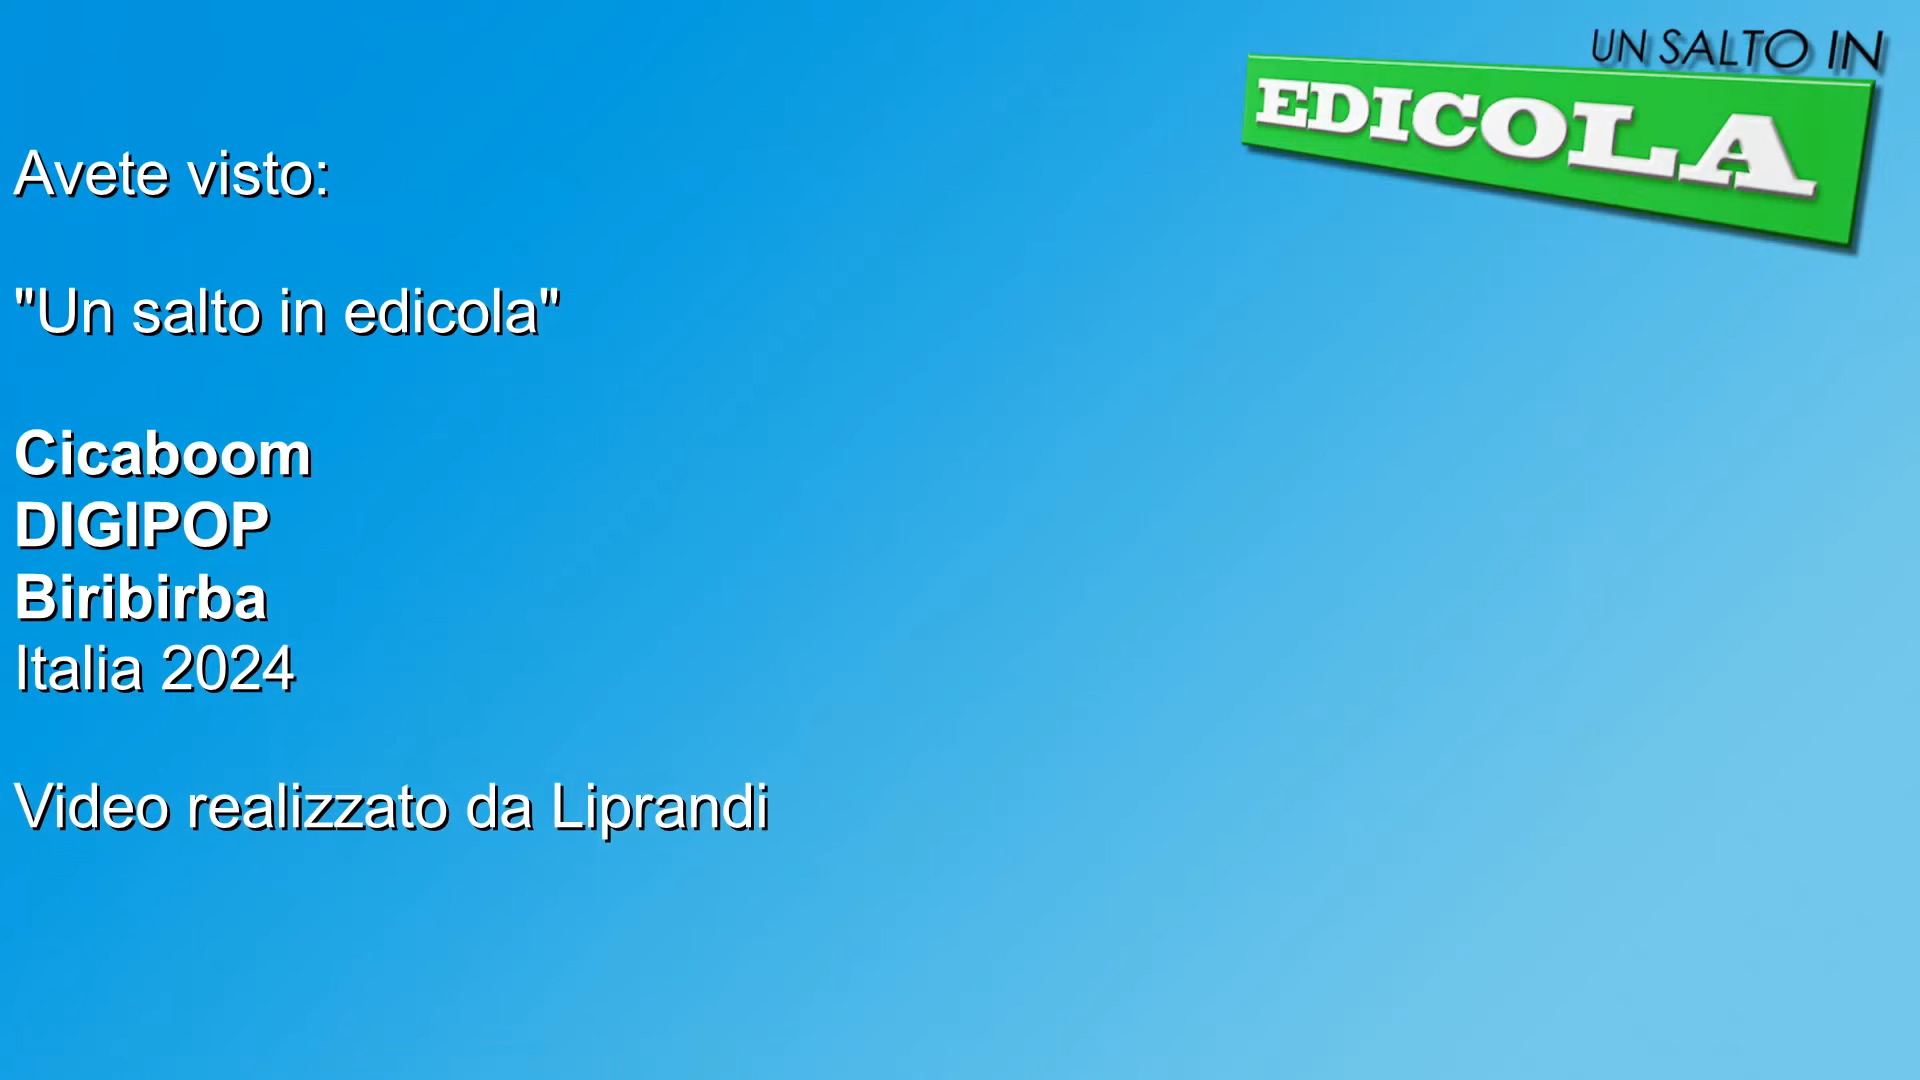 UN SALTO IN
EDICOLA
Avete visto:
"Un salto in edicola"
Cicaboom
DIGIPOP
Biribirba
Italia 2024
Video realizzato da Liprandi